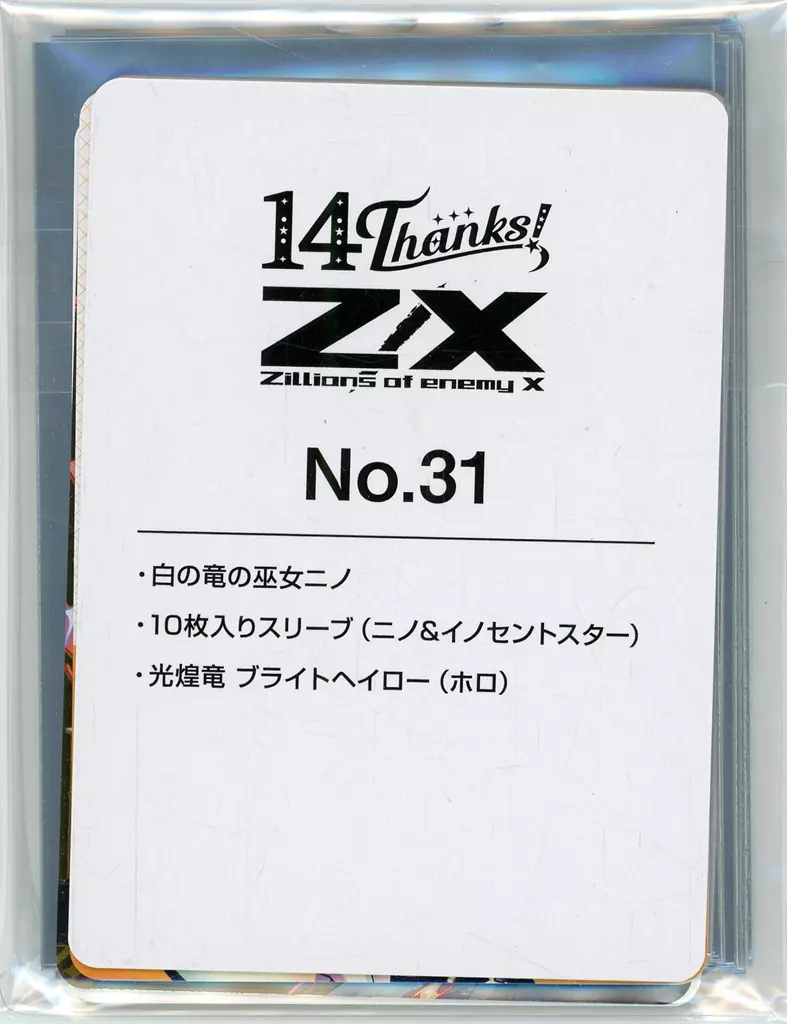 14 Thanks!
Z/X
Zillions of enemy X
No.31
・白の竜の巫女ニノ
・10枚入りスリーブ（ニノ&イノセントスター）
・光煌竜 ブライトヘイロー（ホロ）